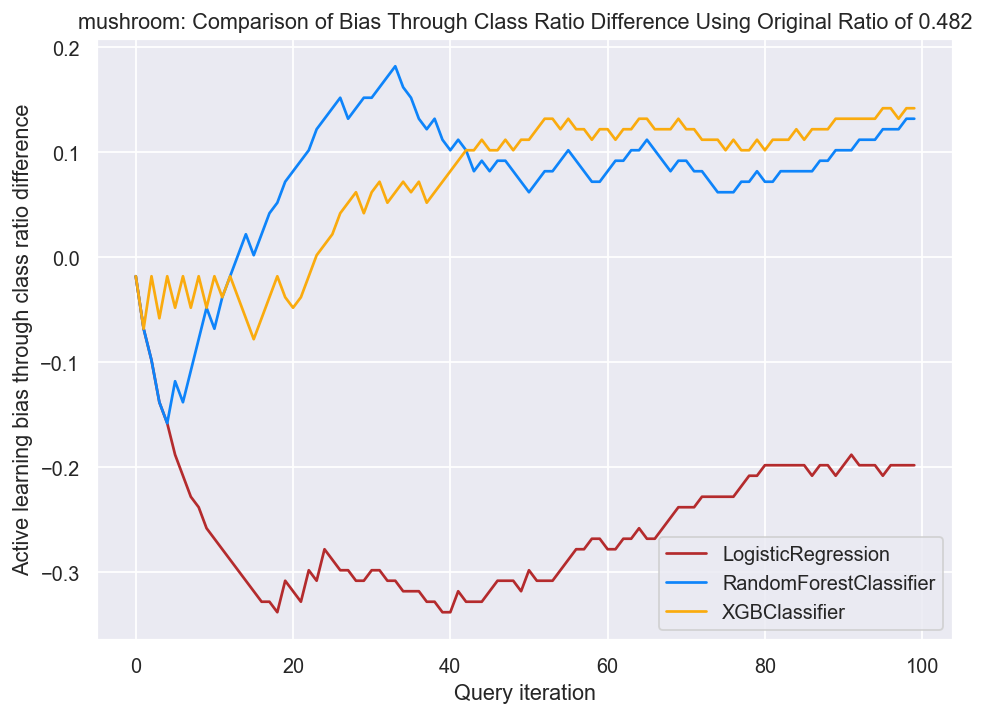 mushroom: Comparison of Bias Through Class Ratio Difference Using Original Ratio of 0.482
Active learning bias through class ratio difference
0.2
0.1
0.0
−0.1
−0.2
−0.3
0
20
40
60
80
100
Query iteration
LogisticRegression
RandomForestClassifier
XGBClassifier